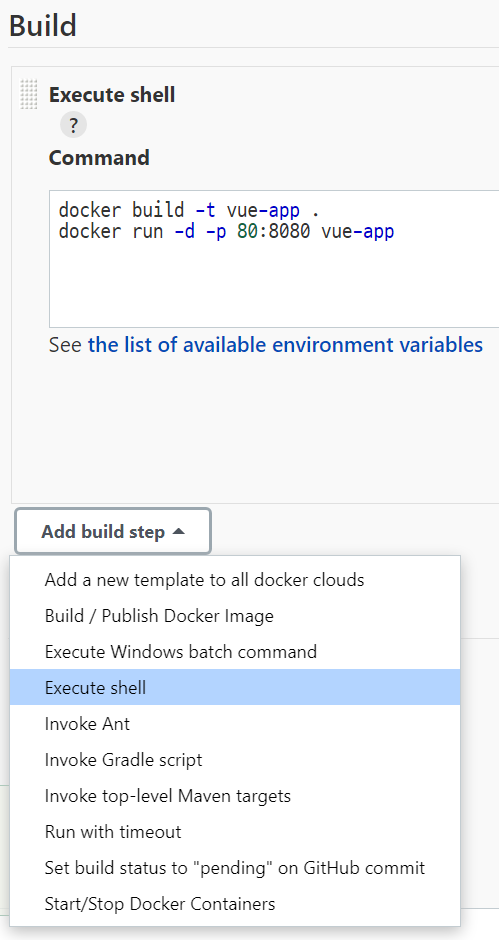 Build
Execute shell
?
Command
docker build -t vue-app .
docker run -d -p 80:8080 vue-app
See the list of available environment variables
Add build step
Add a new template to all docker clouds
Build / Publish Docker Image
Execute Windows batch command
Execute shell
Invoke Ant
Invoke Gradle script
Invoke top-level Maven targets
Run with timeout
Set build status to "pending" on GitHub commit
Start/Stop Docker Containers